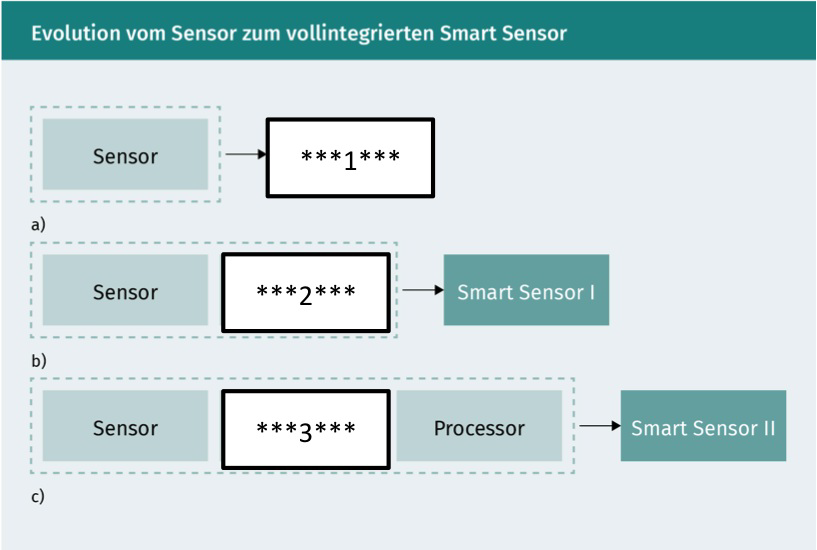 Evolution vom Sensor zum vollintegrierten Smart Sensor
Sensor ***1***
a)
Sensor ***2*** Smart Sensor I
b)
Sensor ***3*** Processor Smart Sensor II
c)